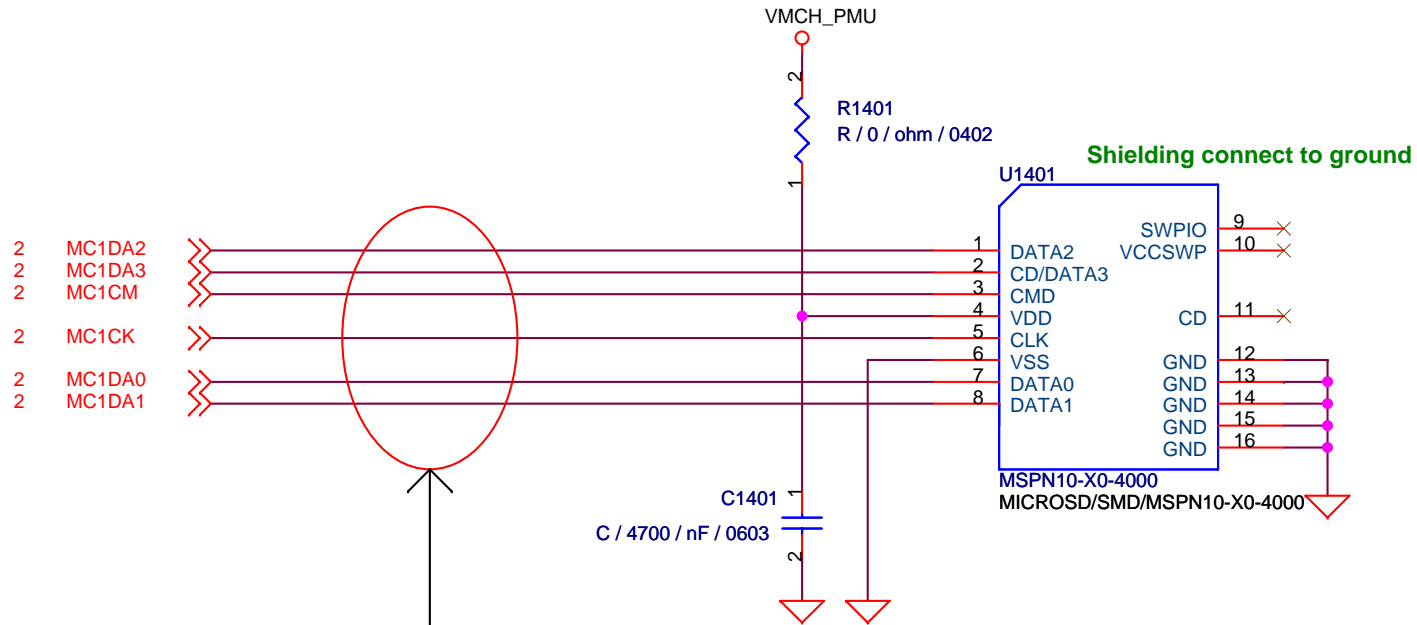 VMCH_PMU
2
R1401
R / 0 / ohm / 0402
1
Shielding connect to ground
U1401
2 MC1DA2
2 MC1DA3
2 MC1CM
2 MC1CK
2 MC1DA0
2 MC1DA1
1 DATA2
2 CD/DATA3
3 CMD
4 VDD
5 CLK
6 VSS
7 DATA0
8 DATA1
SWPIO 9
VCCSWP 10
CD 11
GND 12
GND 13
GND 14
GND 15
GND 16
MSPN10-X0-4000
MICROSD/SMD/MSPN10-X0-4000
1
C1401
C / 4700 / nF / 0603
2